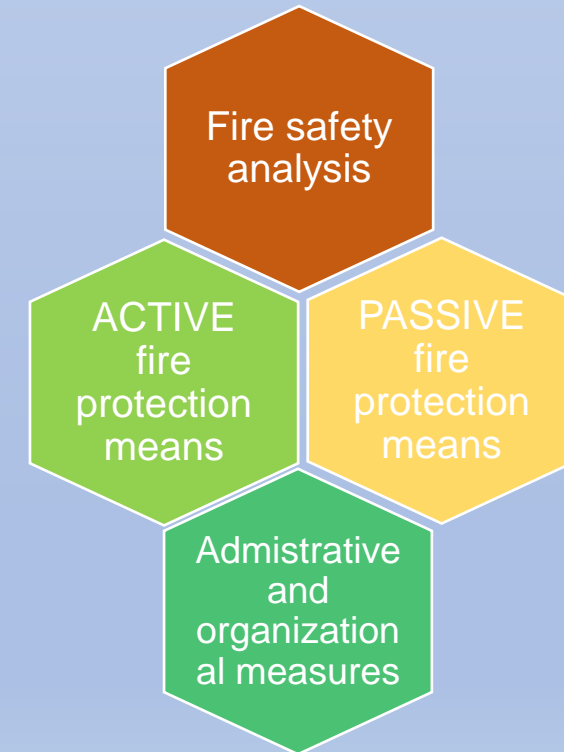 Fire safety
analysis
ACTIVE
fire
protection
means
PASSIVE
fire
protection
means
Admistrative
and
organization
al measures